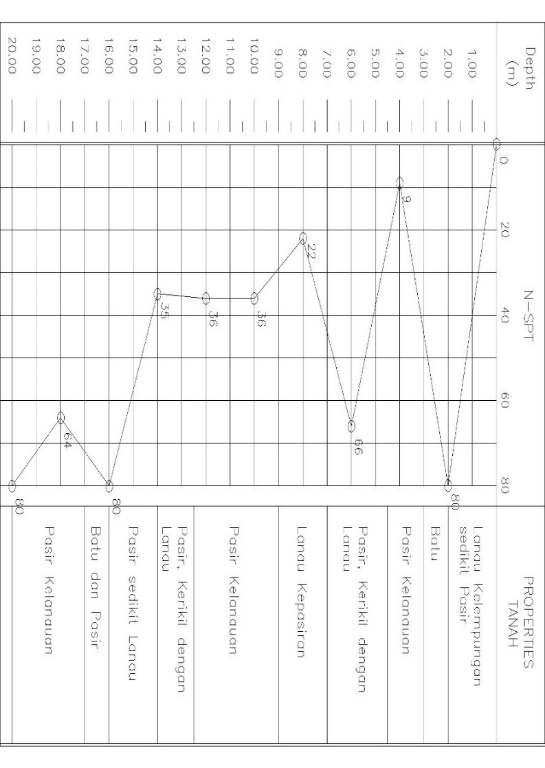 Depth
(m)
N-SPT
PROPERTIES
TANAH
0
20
40
60
80
1.00
2.00
3.00
4.00
5.00
6.00
7.00
8.00
9.00
10.00
11.00
12.00
13.00
14.00
15.00
16.00
17.00
18.00
19.00
20.00
80
9
66
22
36
36
35
80
64
80
Lanau Kelempungan
sedikit Pasir
Batu
Pasir Kelanauan
Pasir, Kerikil dengan
Lanau
Lanau Kepasiran
Pasir Kelanauan
Pasir, Kerikil dengan
Lanau
Pasir sedikit Lanau
Batu dan Pasir
Pasir Kelanauan